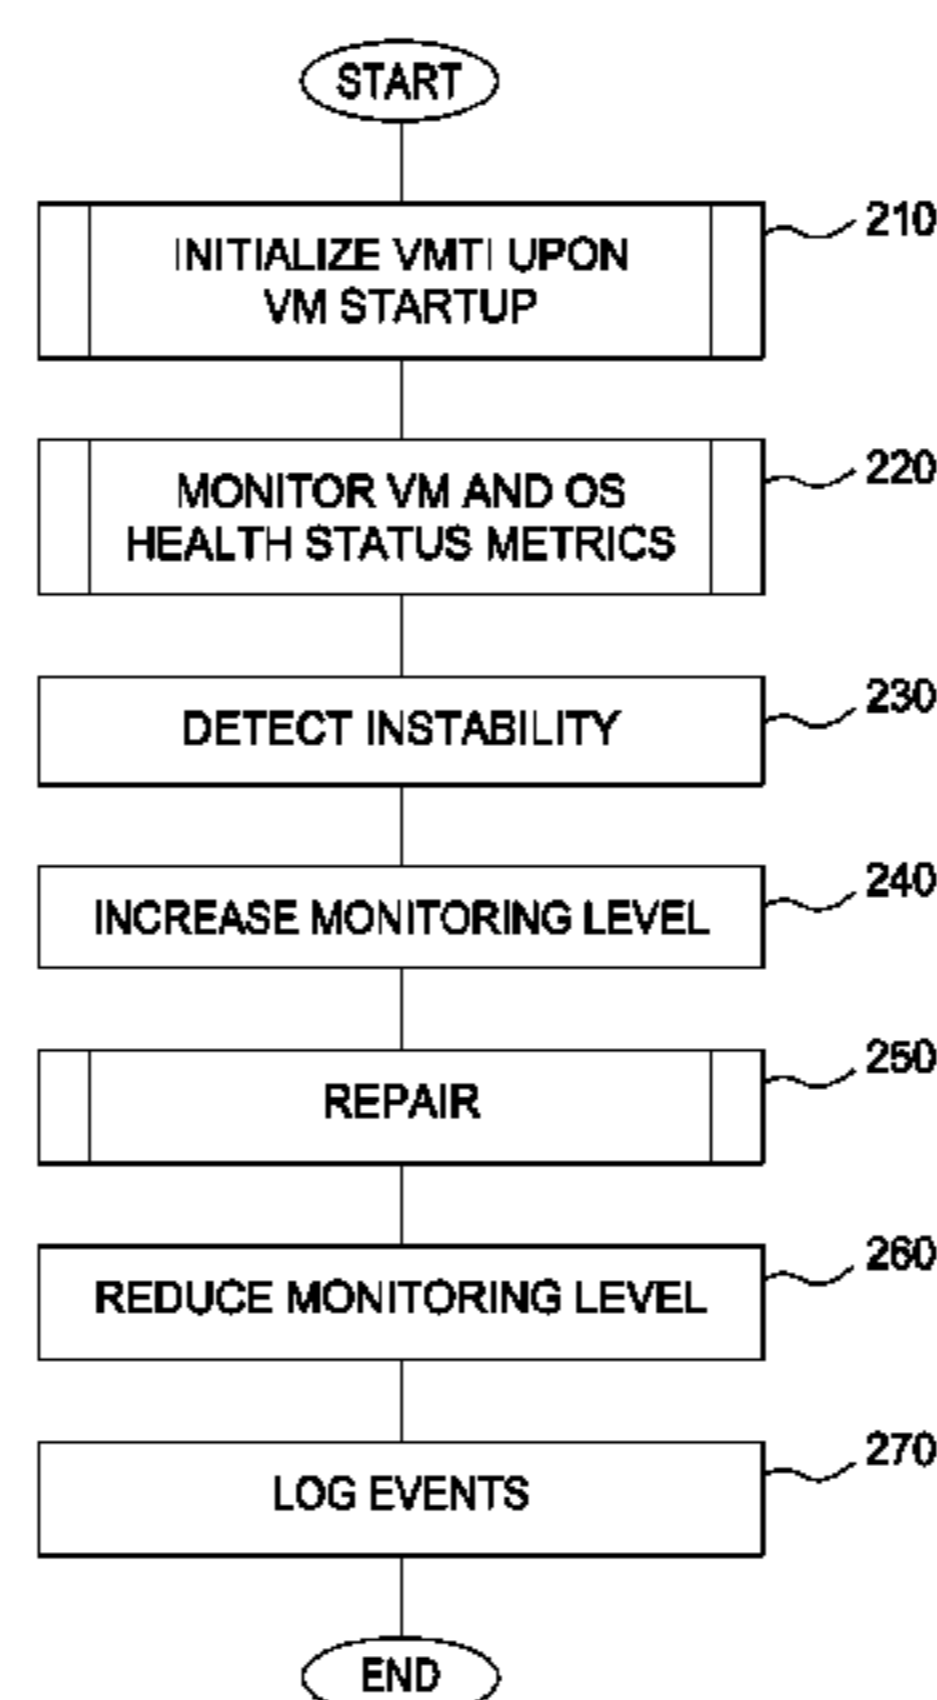 START
INITIALIZE VMTI UPON
VM STARTUP
210
MONITOR VM AND OS
HEALTH STATUS METRICS
220
DETECT INSTABILITY
230
INCREASE MONITORING LEVEL
240
REPAIR
250
REDUCE MONITORING LEVEL
260
LOG EVENTS
270
END